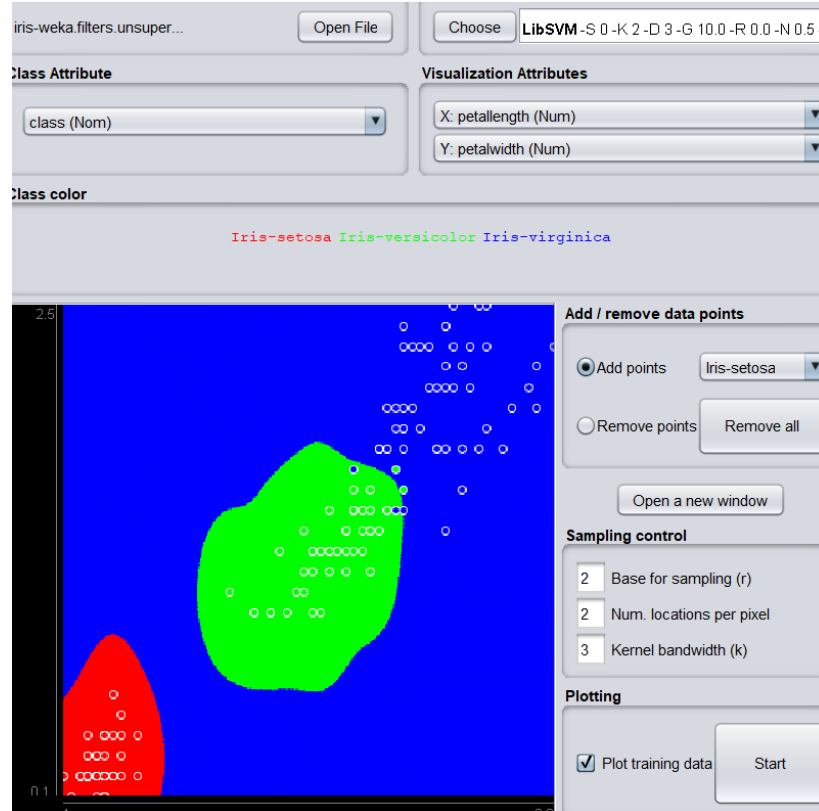 iris-weka.filters.unsuper...
Open File
Choose
LibSVM -S 0 -K 2 -D 3 -G 10.0 -R 0.0 -N 0.5
Class Attribute
Visualization Attributes
class (Nom)
X: petallength (Num)
Y: petalwidth (Num)
Class color
Iris-setosa Iris-versicolor Iris-virginica
2.5
0.1
Add / remove data points
Add points
Iris-setosa
Remove points
Remove all
Open a new window
Sampling control
2 Base for sampling (r)
2 Num. locations per pixel
3 Kernel bandwidth (k)
Plotting
Plot training data
Start